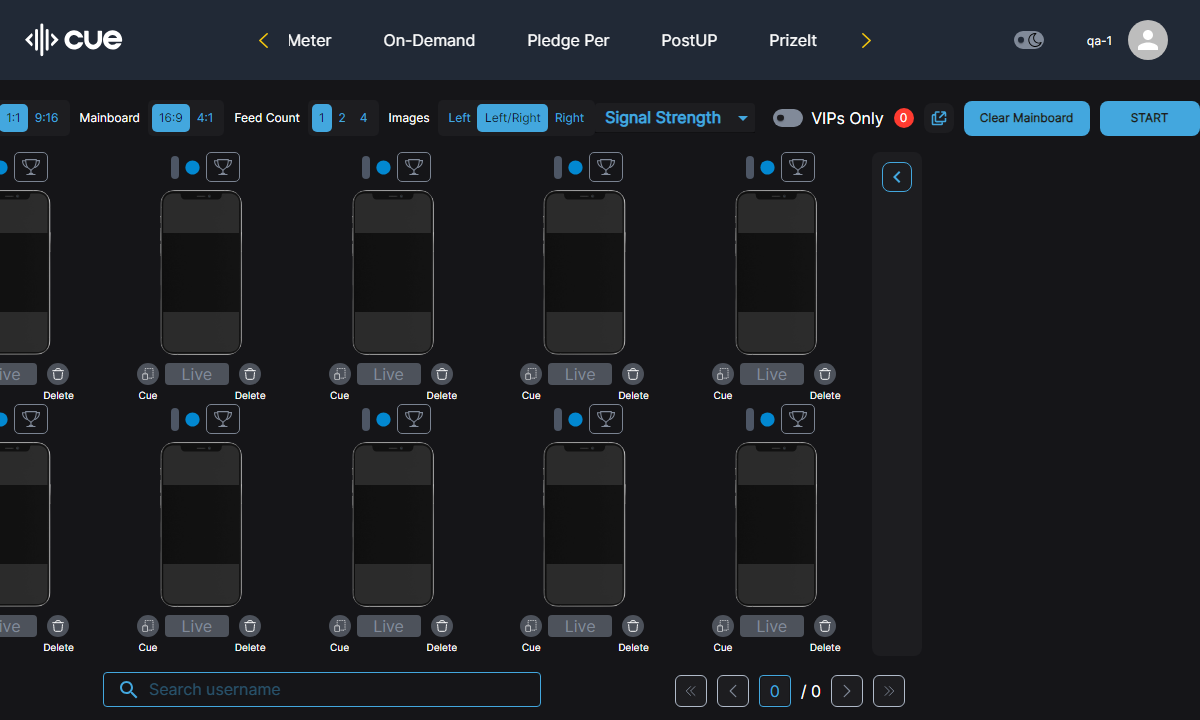 cue
Meter On-Demand Pledge Per PostUP PrizeIt qa-1
1:1 9:16 Mainboard 16:9 4:1 Feed Count 1 2 4 Images Left Left/Right Right Signal Strength VIPs Only 0 Clear Mainboard START
Live Live Live Live
Delete Cue Delete Cue Delete Cue Delete Cue Delete
Live Live Live Live
Delete Cue Delete Cue Delete Cue Delete Cue Delete
Search username 0 / 0